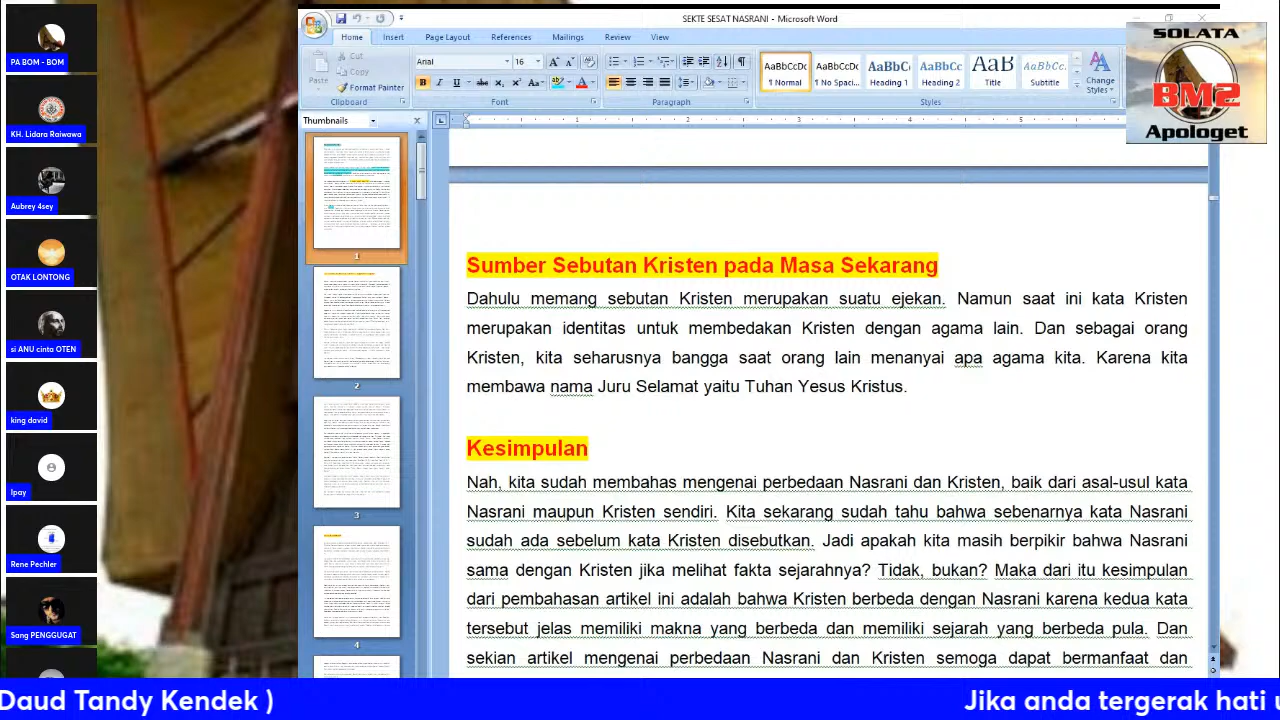 SEKTE SESAT NASRANI - Microsoft Word
Home Insert Page Layout References Mailings Review View
Cut
Copy
Format Painter
Paste
Clipboard
Arial 16
Font
Paragraph
AaBbCcDc AaBbCcDc AaBbC AaBbCc AaB AaBbCc
¶ Normal ¶ No Spaci... Heading 1 Heading 2 Title Subtitle
Change Styles
Styles
SOLATA
BM2
Apologet
Thumbnails
1
2
3
4
PA BOM - BOM
KH. Lidara Raiwawa
Aubrey 4sey
OTAK LONTONG
si ANU cinta OTEN
king david
Ipay
Rene Pechler
Sang PENGGUGAT
Sumber Sebutan Kristen pada Masa Sekarang
Dahulu memang sebutan Kristen merupakan suatu ejekan. Namun saat ini kata Kristen
merupakan identitas untuk membedakan Kristen dengan agama lain. Dan sebagai orang
Kristen, kita seharusnya bangga saat orang lain menanyai apa agama kita. Karena kita
membawa nama Juru Selamat yaitu Tuhan Yesus Kristus.
Kesimpulan
Nah, kita sudah membahas mengenai perbedaan Nasrani dan Kristen, baik dari asal-usul kata
Nasrani maupun Kristen sendiri. Kita sekarang sudah tahu bahwa sebenarnya kata Nasrani
sudah ada sebelum kata Kristen disebutkan. Jadi apakah kita masih berpikir bahwa Nasrani
sama dengan Kristen jika melihat fakta sejarahnya? Tidak, bukan? Maka dari itu kesimpulan
dari pembahasan artikel ini adalah bahwa Kristen berbeda dengan Nasrani karena kedua kata
tersebut jelas memiliki makna yang berbeda dan memiliki sejarah yang berbeda pula. Dan
sekian artikel mengenai perbedaan Nasrani dan Kristen semoga dapat bermanfaat dan
Daud Tandy Kendek ) Jika anda tergerak hati u